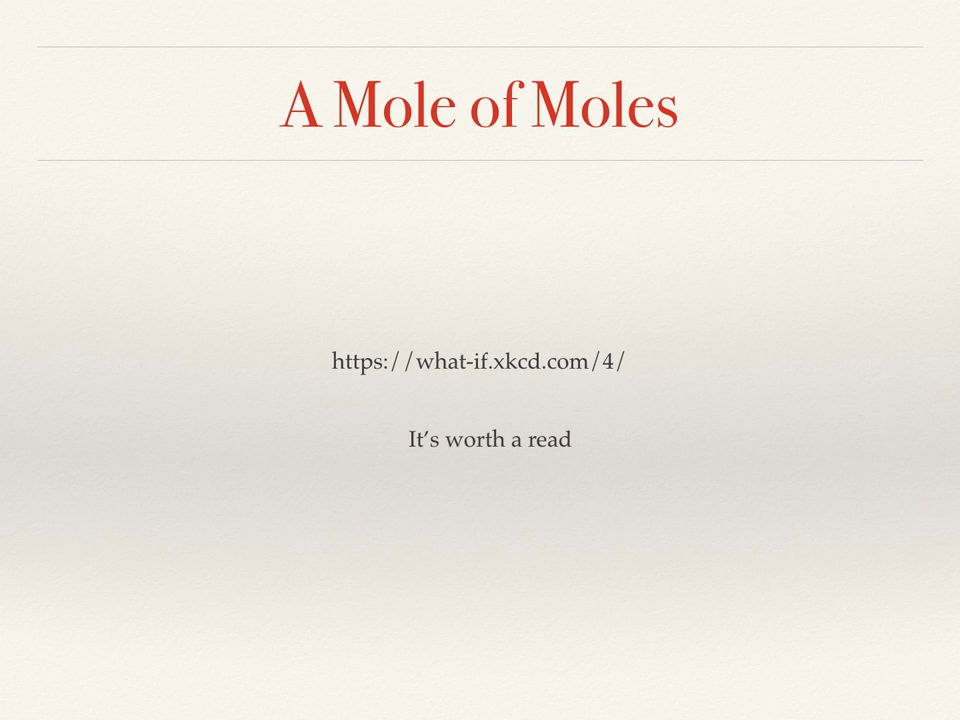 A Mole of Moles
https://what-if.xkcd.com/4/
It’s worth a read